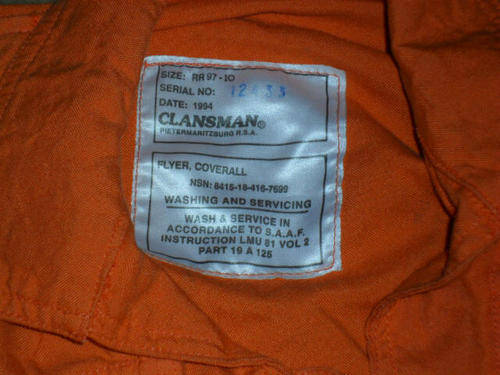 SIZE: RR 97-10
SERIAL NO: 12433
DATE: 1994
CLANSMAN®
PIETERMARITZBURG R.S.A.
FLYER, COVERALL
NSN: 8415-18-416-7699
WASHING AND SERVICING
WASH & SERVICE IN
ACCORDANCE TO S.A.A.F.
INSTRUCTION LMU 81 VOL 2
PART 19 A 125